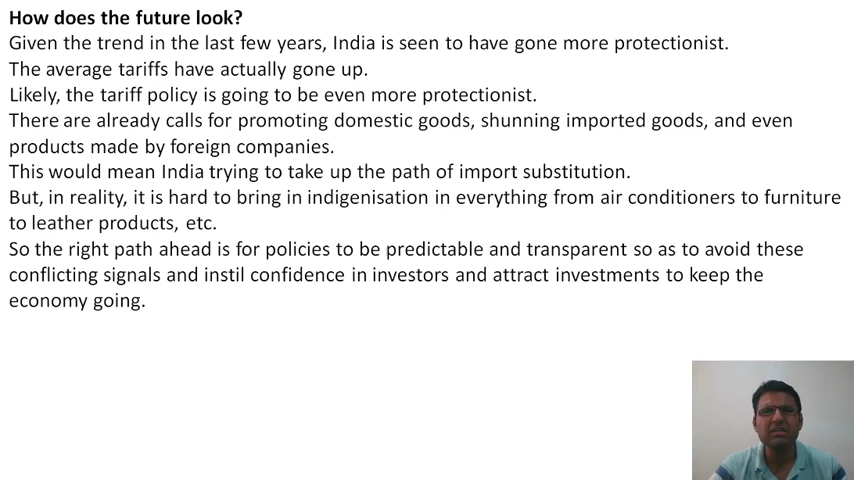 How does the future look?
Given the trend in the last few years, India is seen to have gone more protectionist.
The average tariffs have actually gone up.
Likely, the tariff policy is going to be even more protectionist.
There are already calls for promoting domestic goods, shunning imported goods, and even
products made by foreign companies.
This would mean India trying to take up the path of import substitution.
But, in reality, it is hard to bring in indigenisation in everything from air conditioners to furniture
to leather products, etc.
So the right path ahead is for policies to be predictable and transparent so as to avoid these
conflicting signals and instil confidence in investors and attract investments to keep the
economy going.